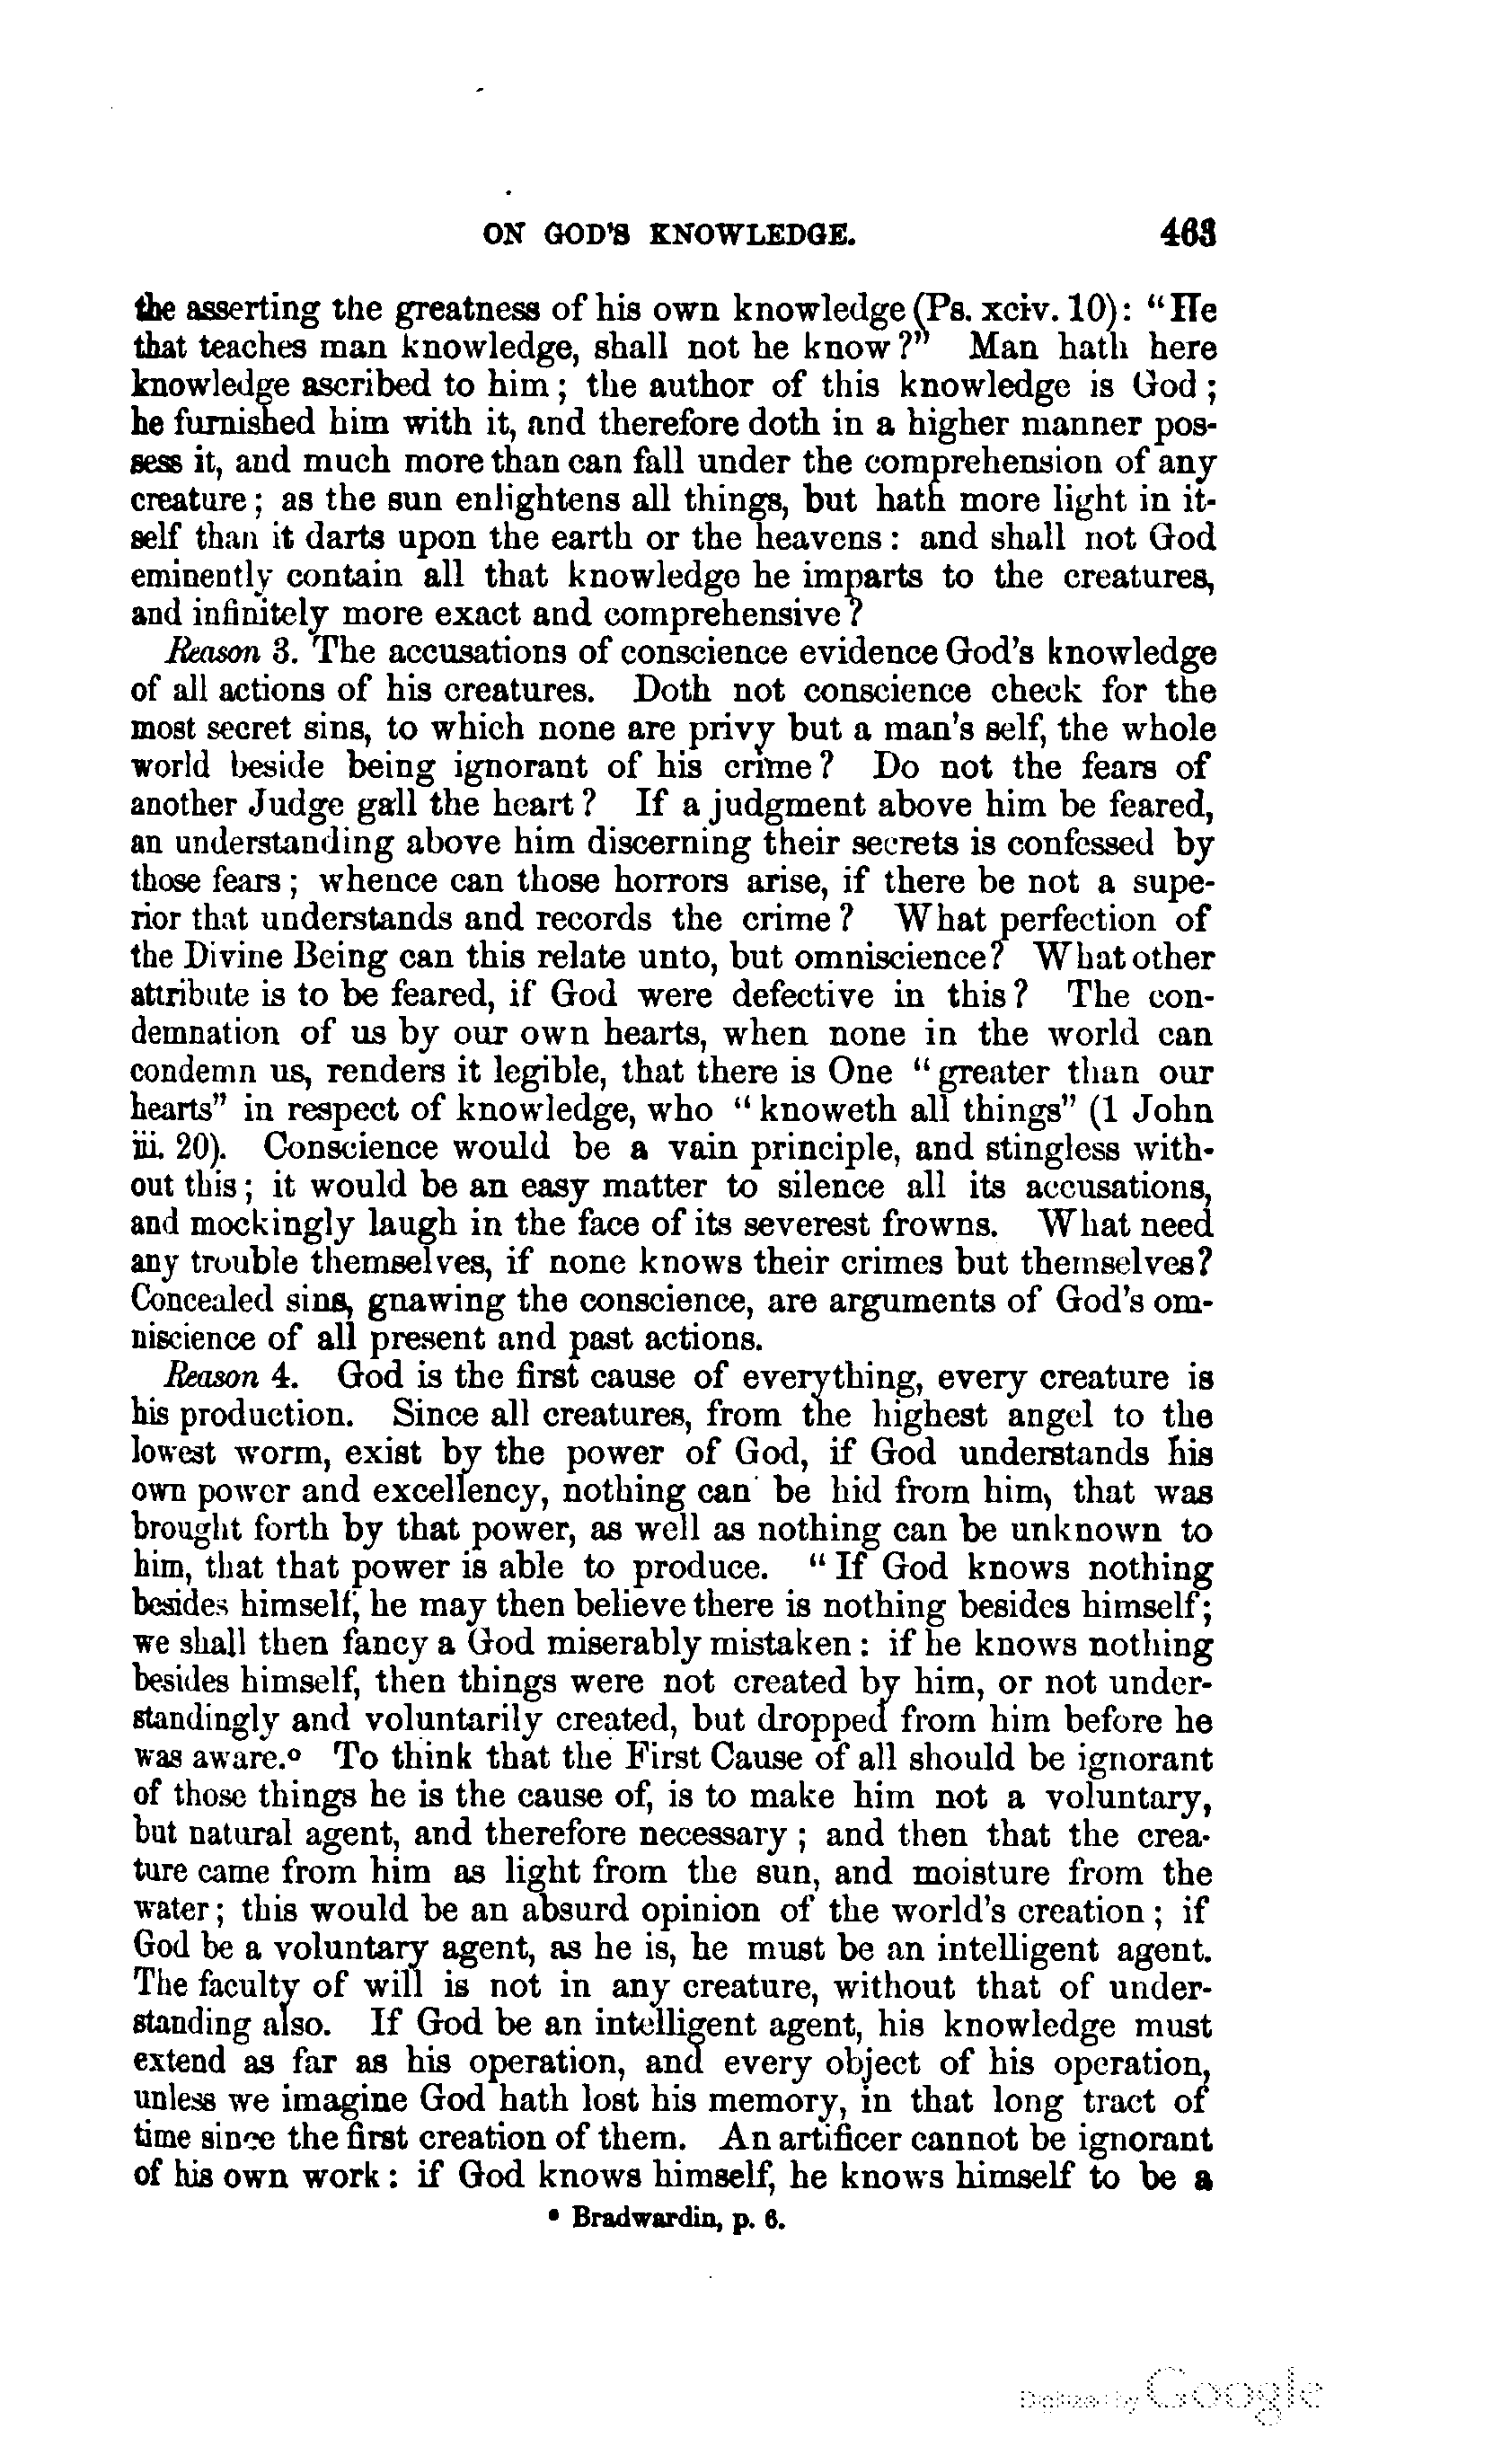 ON GOD'S KNOWLEDGE. 463
the asserting the greatness of his own knowledge (Ps. xciv. 10): "He
that teaches man knowledge, shall not he know?" Man hath here
knowledge ascribed to him; the author of this knowledge is God;
he furnished him with it, and therefore doth in a higher manner pos-
sess it, and much more than can fall under the comprehension of any
creature; as the sun enlightens all things, but hath more light in it-
self than it darts upon the earth or the heavens: and shall not God
eminently contain all that knowledge he imparts to the creatures,
and infinitely more exact and comprehensive?
Reason 3. The accusations of conscience evidence God's knowledge
of all actions of his creatures. Doth not conscience check for the
most secret sins, to which none are privy but a man's self, the whole
world beside being ignorant of his crime? Do not the fears of
another Judge gall the heart? If a judgment above him be feared,
an understanding above him discerning their secrets is confessed by
those fears; whence can those horrors arise, if there be not a supe-
rior that understands and records the crime? What perfection of
the Divine Being can this relate unto, but omniscience? What other
attribute is to be feared, if God were defective in this? The con-
demnation of us by our own hearts, when none in the world can
condemn us, renders it legible, that there is One "greater than our
hearts" in respect of knowledge, who "knoweth all things" (1 John
iii. 20). Conscience would be a vain principle, and stingless with-
out this; it would be an easy matter to silence all its accusations,
and mockingly laugh in the face of its severest frowns. What need
any trouble themselves, if none knows their crimes but themselves?
Concealed sins, gnawing the conscience, are arguments of God's om-
niscience of all present and past actions.
Reason 4. God is the first cause of everything, every creature is
his production. Since all creatures, from the highest angel to the
lowest worm, exist by the power of God, if God understands his
own power and excellency, nothing can be hid from him, that was
brought forth by that power, as well as nothing can be unknown to
him, that that power is able to produce. "If God knows nothing
besides himself, he may then believe there is nothing besides himself;
we shall then fancy a God miserably mistaken: if he knows nothing
besides himself, then things were not created by him, or not under-
standingly and voluntarily created, but dropped from him before he
was aware.o To think that the First Cause of all should be ignorant
of those things he is the cause of, is to make him not a voluntary,
but natural agent, and therefore necessary; and then that the crea-
ture came from him as light from the sun, and moisture from the
water; this would be an absurd opinion of the world's creation; if
God be a voluntary agent, as he is, he must be an intelligent agent.
The faculty of will is not in any creature, without that of under-
standing also. If God be an intelligent agent, his knowledge must
extend as far as his operation, and every object of his operation,
unless we imagine God hath lost his memory, in that long tract of
time since the first creation of them. An artificer cannot be ignorant
of his own work: if God knows himself, he knows himself to be a
o Bradwardin, p. 6.
Digitized by Google